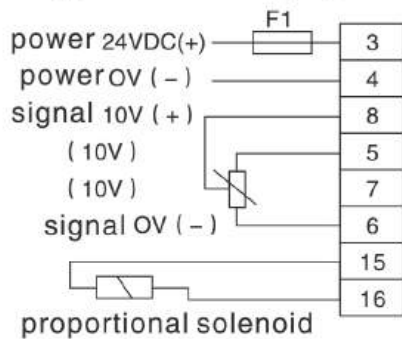 F1
power 24VDC(+) 3
power 0V (-) 4
signal 10V (+) 8
(10V) 5
(10V) 7
signal 0V (-) 6
15
16
proportional solenoid